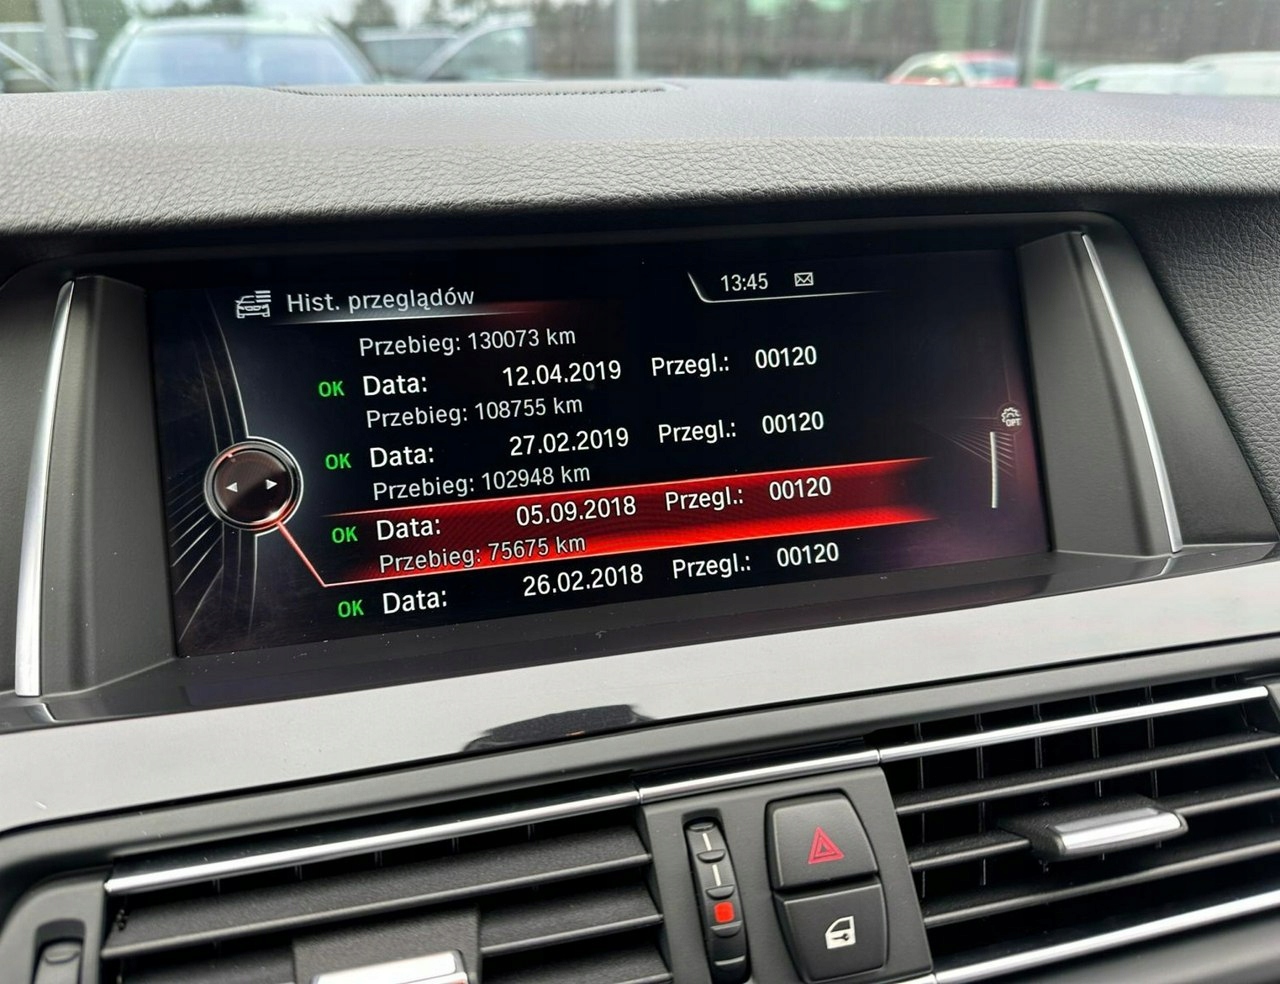 Hist. przeglądów
13:45
Przebieg: 130073 km
OK Data: 12.04.2019 Przegl.: 00120
Przebieg: 108755 km
OK Data: 27.02.2019 Przegl.: 00120
Przebieg: 102948 km
OK Data: 05.09.2018 Przegl.: 00120
Przebieg: 75675 km
OK Data: 26.02.2018 Przegl.: 00120
OPT